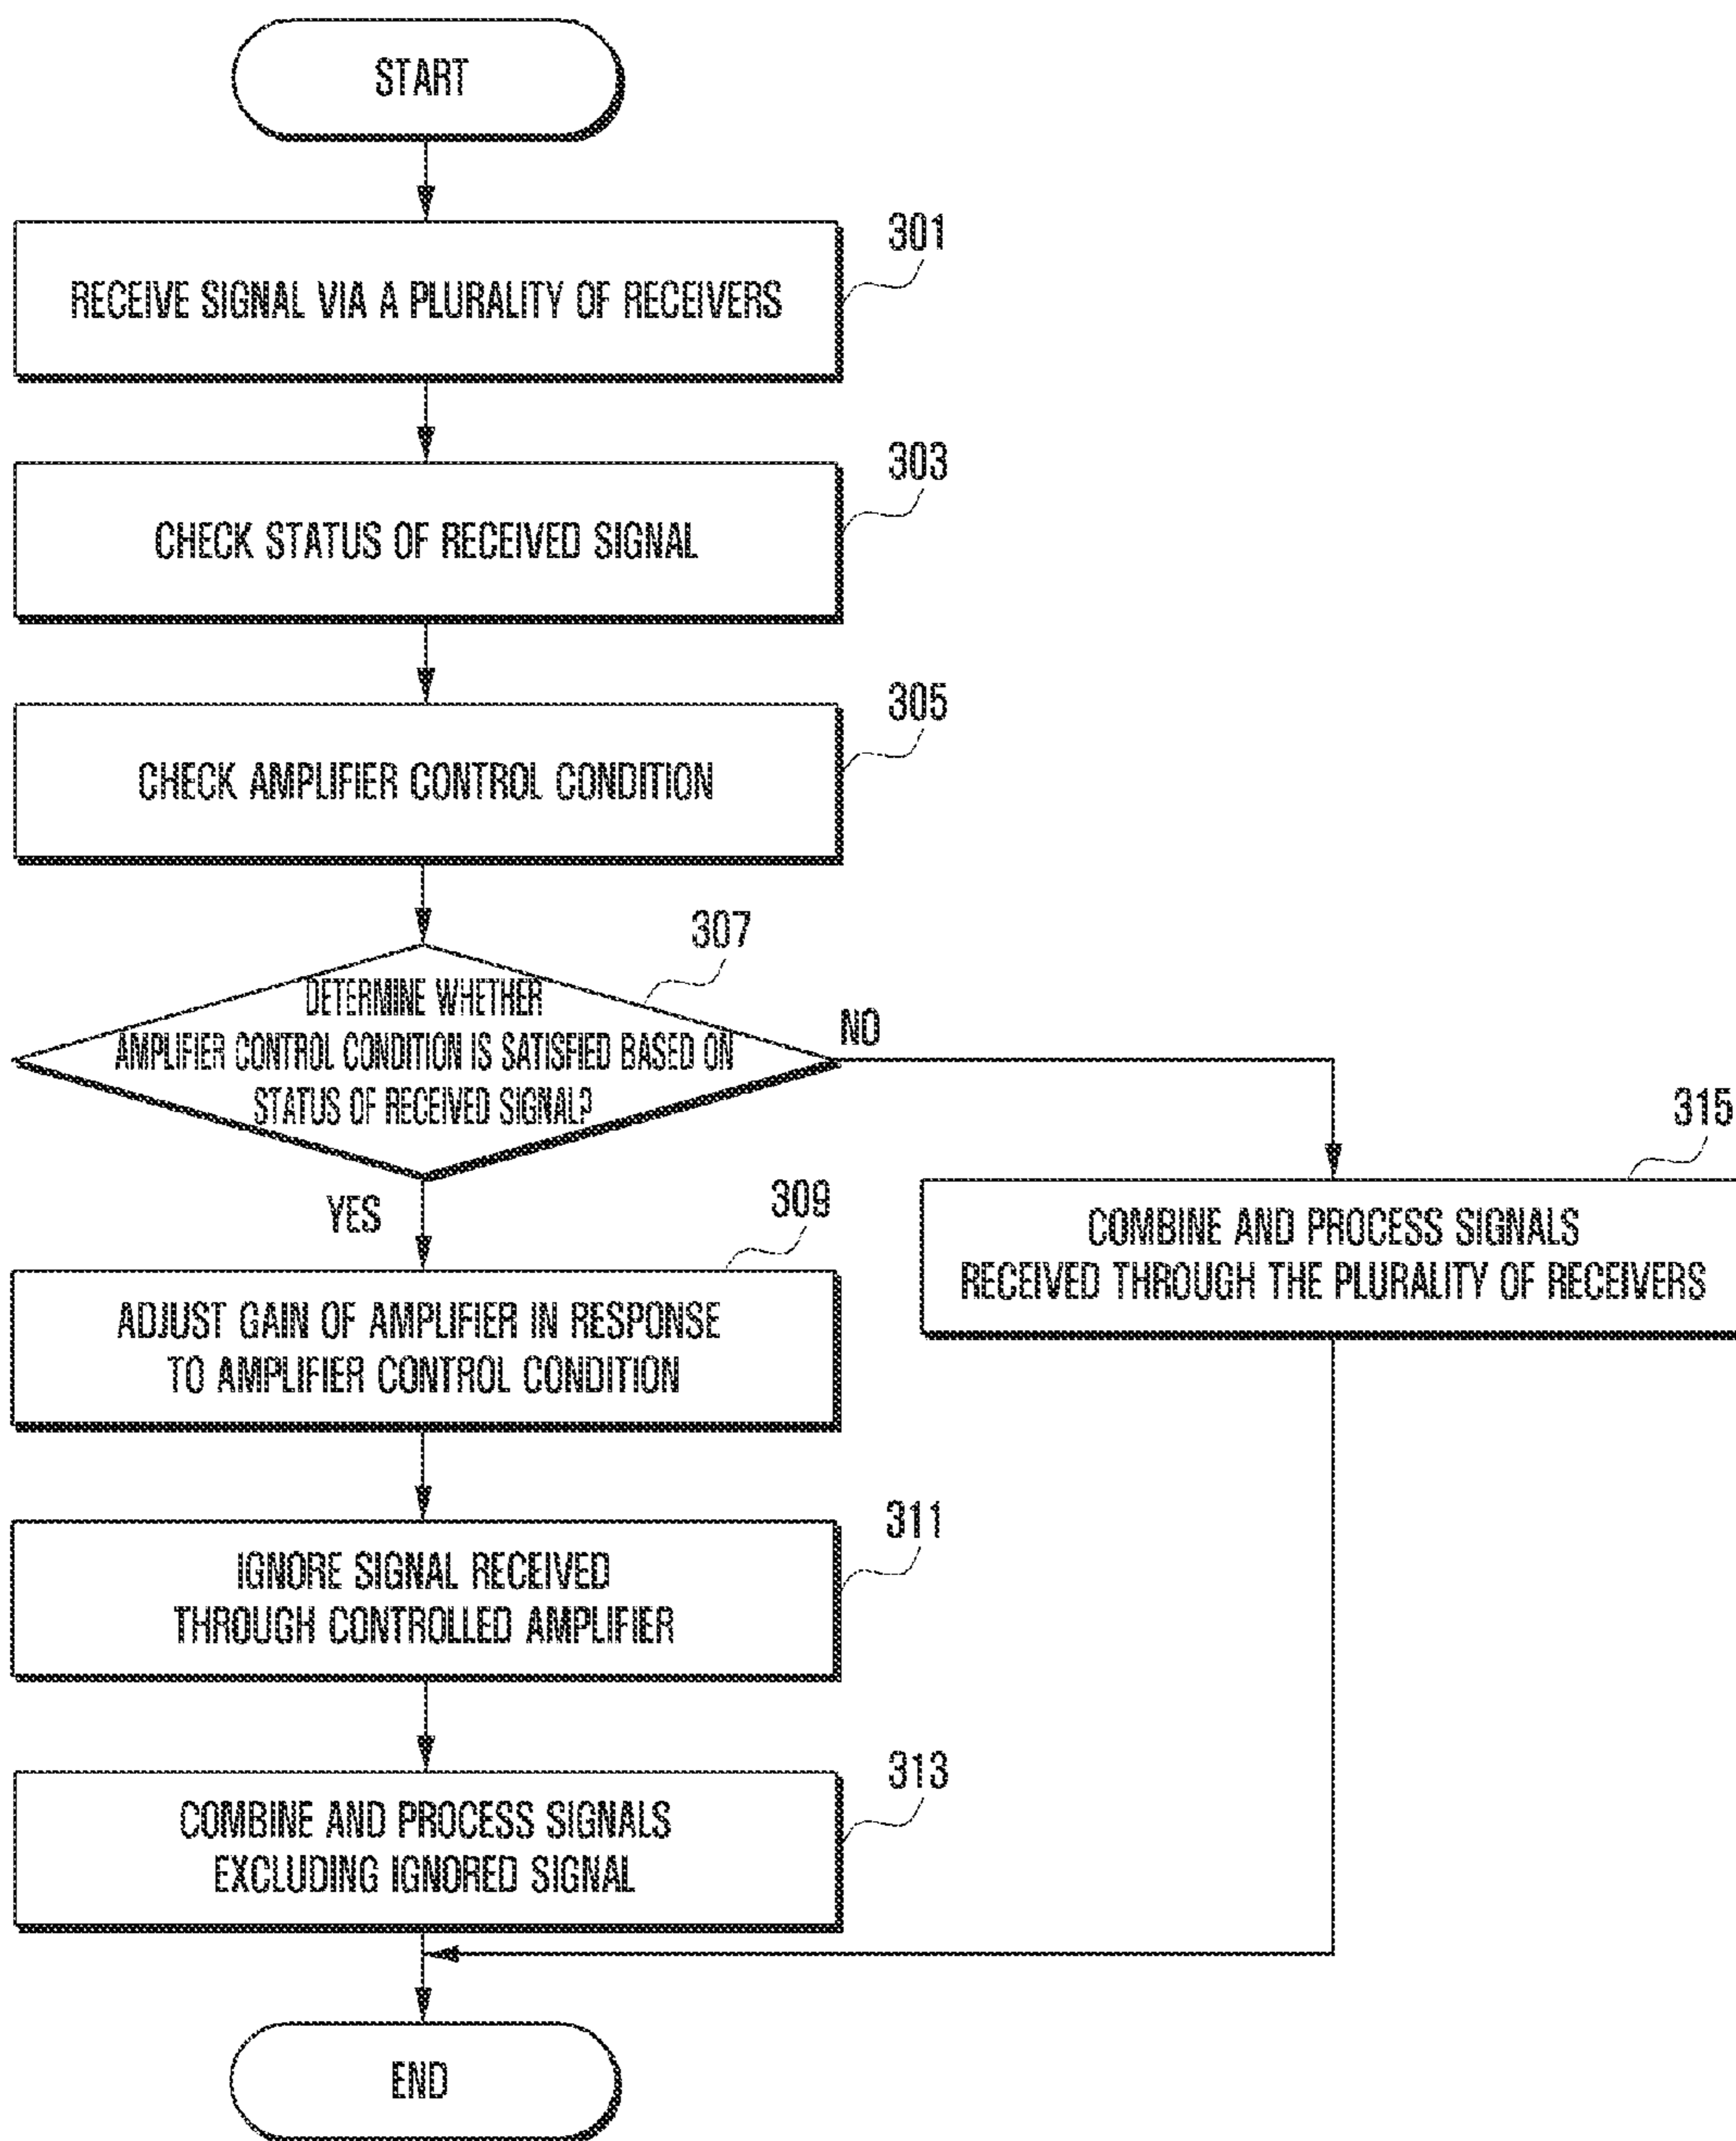 START
301
RECEIVE SIGNAL VIA A PLURALITY OF RECEIVERS
303
CHECK STATUS OF RECEIVED SIGNAL
305
CHECK AMPLIFIER CONTROL CONDITION
307
DETERMINE WHETHER
AMPLIFIER CONTROL CONDITION IS SATISFIED BASED ON
STATUS OF RECEIVED SIGNAL?
NO
YES
315
COMBINE AND PROCESS SIGNALS
RECEIVED THROUGH THE PLURALITY OF RECEIVERS
309
ADJUST GAIN OF AMPLIFIER IN RESPONSE
TO AMPLIFIER CONTROL CONDITION
311
IGNORE SIGNAL RECEIVED
THROUGH CONTROLLED AMPLIFIER
313
COMBINE AND PROCESS SIGNALS
EXCLUDING IGNORED SIGNAL
END